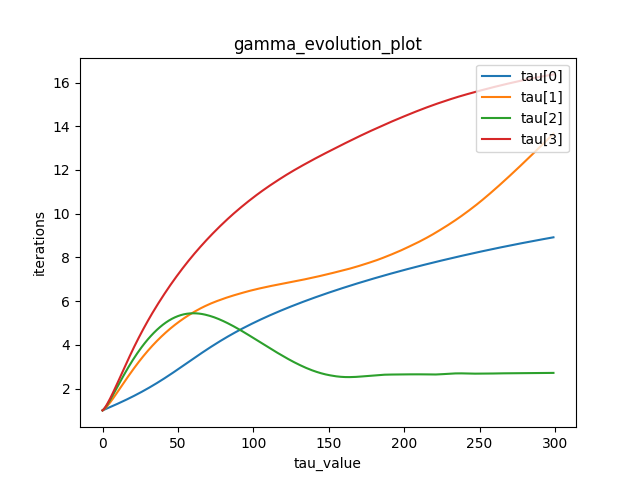 gamma_evolution_plot
iterations
16
14
12
10
8
6
4
2
tau[0]
tau[1]
tau[2]
tau[3]
0 50 100 150 200 250 300
tau_value